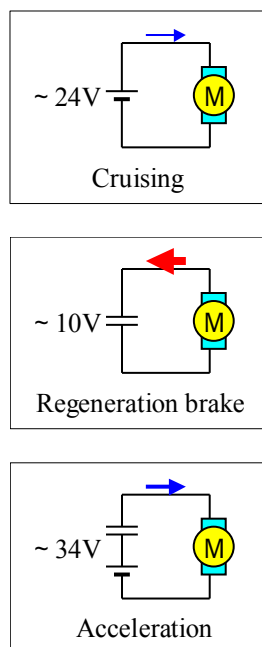 ~ 24V
M
Cruising
~ 10V
M
Regeneration brake
~ 34V
M
Acceleration